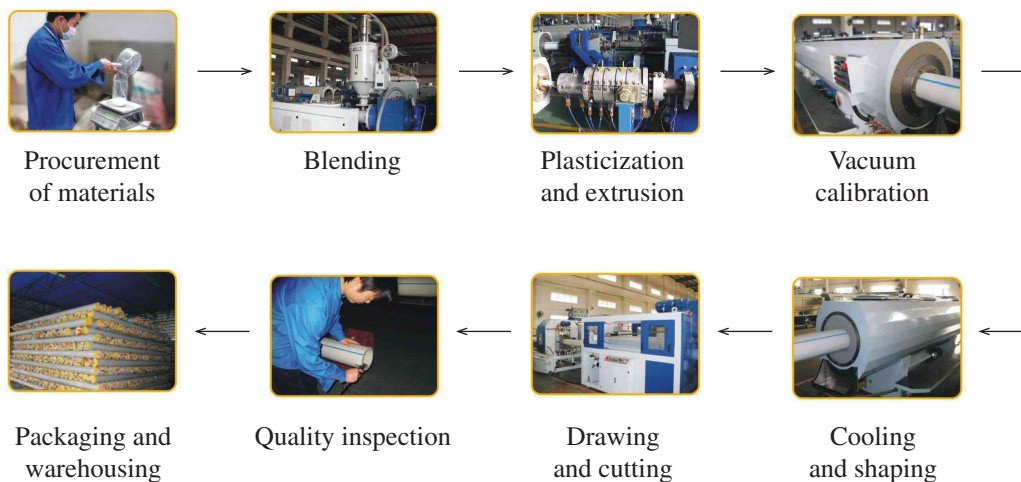 Procurement
of materials
Blending
Plasticization
and extrusion
Vacuum
calibration
Packaging and
warehousing
Quality inspection
Drawing
and cutting
Cooling
and shaping